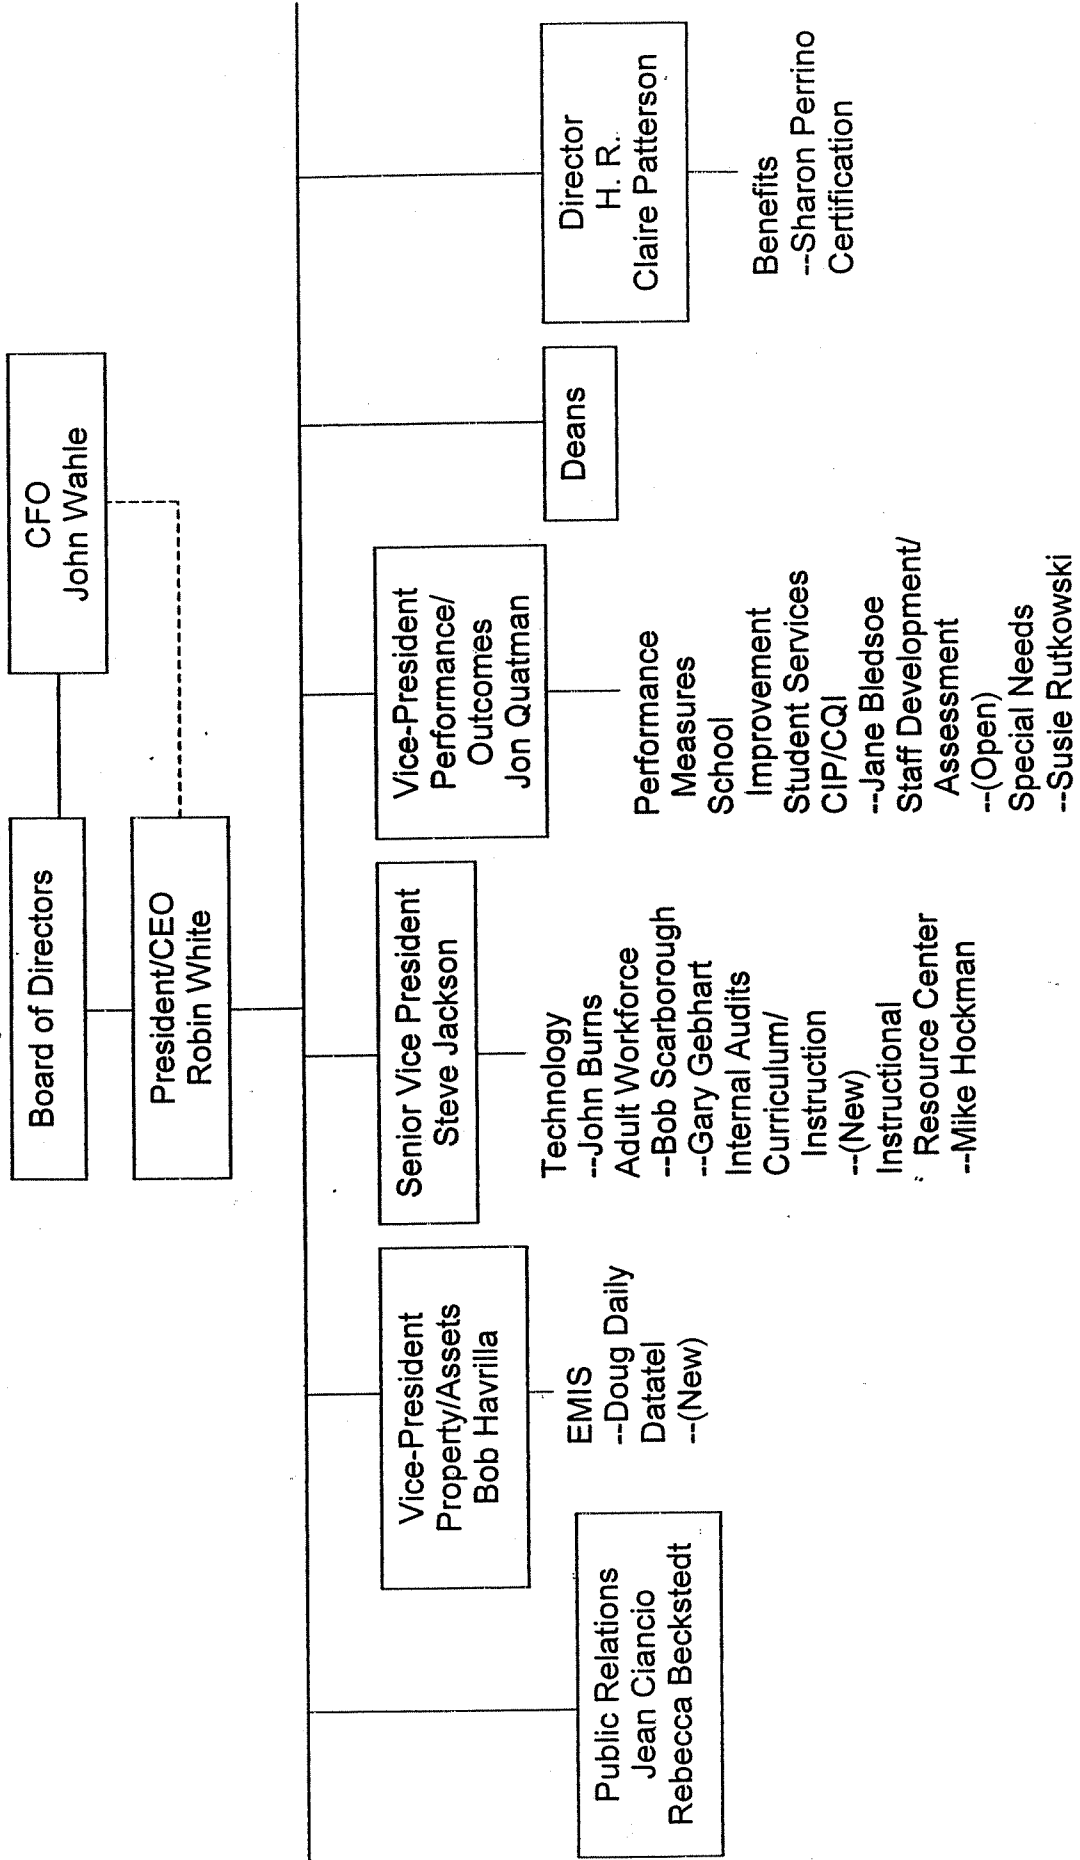 Board of Directors
CFO
John Wahle
President/CEO
Robin White
Public Relations
Jean Ciancio
Rebecca Beckstedt
Vice-President
Property/Assets
Bob Havrilla
EMIS
--Doug Daily
Datatel
--(New)
Senior Vice President
Steve Jackson
Technology
--John Burns
Adult Workforce
--Bob Scarborough
--Gary Gebhart
Internal Audits
Curriculum/
Instruction
--(New)
Instructional
Resource Center
--Mike Hockman
Vice-President
Performance/
Outcomes
Jon Quatman
Performance
Measures
School
Improvement
Student Services
CIP/CQI
--Jane Bledsoe
Staff Development/
Assessment
--(Open)
Special Needs
--Susie Rutkowski
Deans
Director
H. R.
Claire Patterson
Benefits
--Sharon Perrino
Certification